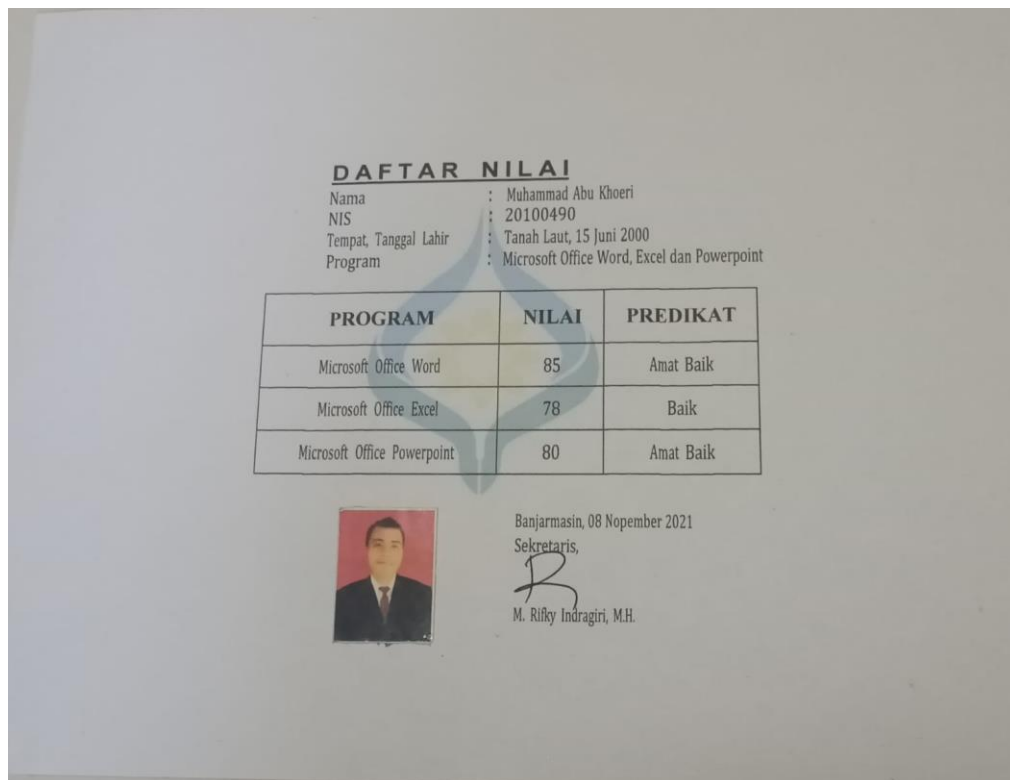 DAFTAR NILAI
Nama : Muhammad Abu Khoeri
NIS : 20100490
Tempat, Tanggal Lahir : Tanah Laut, 15 Juni 2000
Program : Microsoft Office Word, Excel dan Powerpoint
PROGRAM NILAI PREDIKAT
Microsoft Office Word 85 Amat Baik
Microsoft Office Excel 78 Baik
Microsoft Office Powerpoint 80 Amat Baik
Banjarmasin, 08 Nopember 2021
Sekretaris,
M. Rifky Indragiri, M.H.